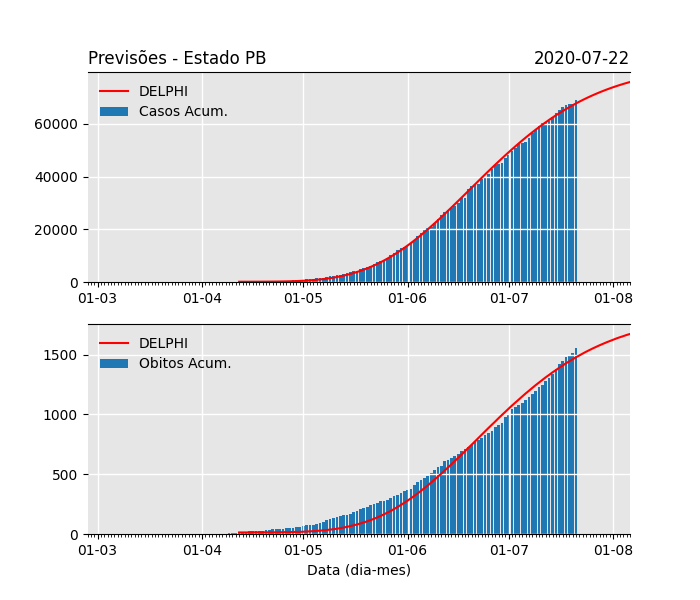 Previsões - Estado PB 2020-07-22
DELPHI
Casos Acum.
60000
40000
20000
0
01-03 01-04 01-05 01-06 01-07 01-08
DELPHI
Obitos Acum.
1500
1000
500
0
01-03 01-04 01-05 01-06 01-07 01-08
Data (dia-mes)